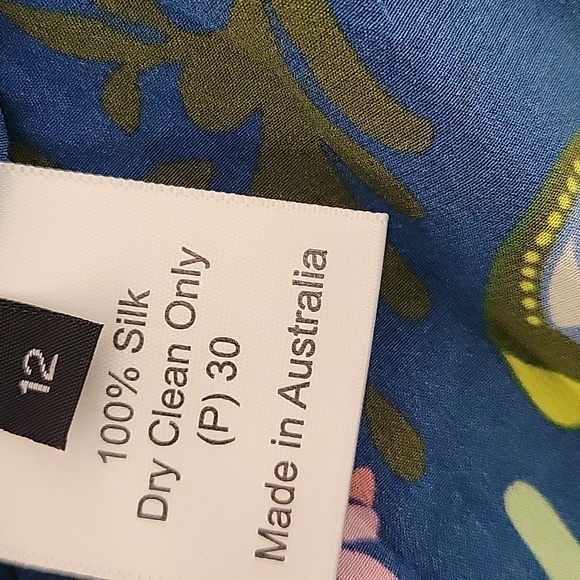 12
100% Silk
Dry Clean Only
(P) 30
Made in Australia